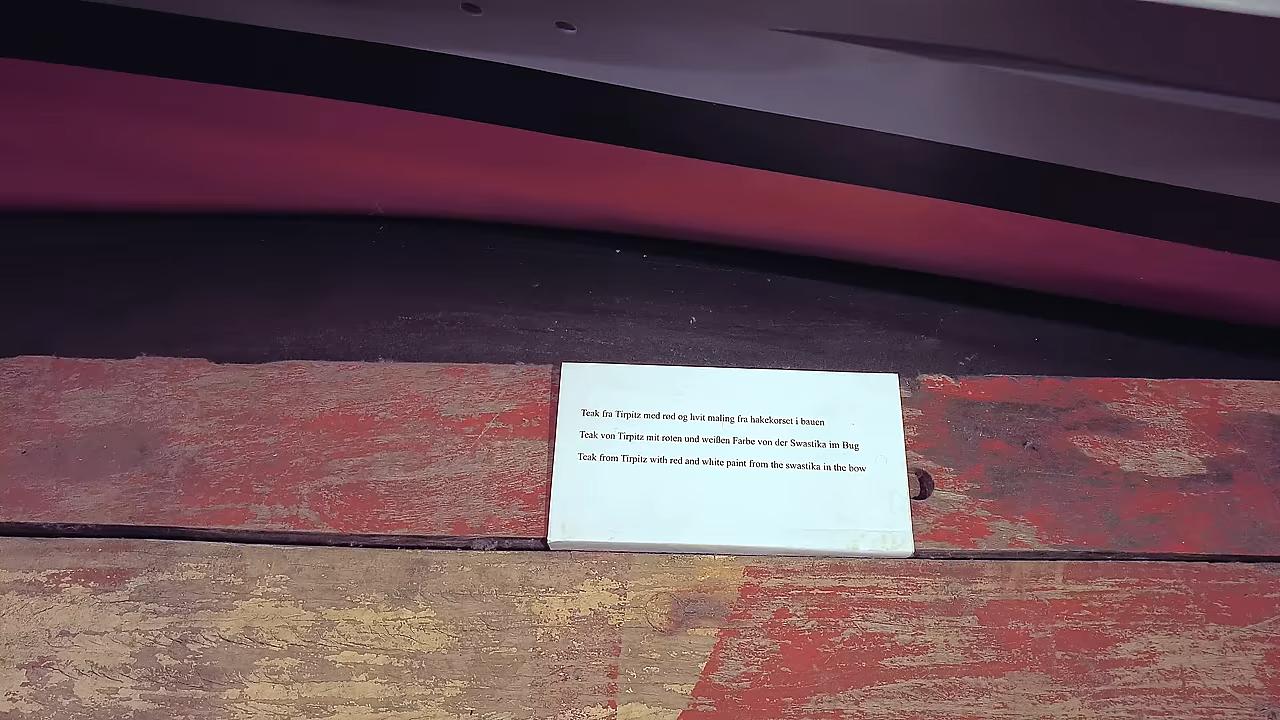 Teak fra Tirpitz med rød og hvit maling fra hakekorset i bauen
Teak von Tirpitz mit roten und weißen Farbe von der Swastika im Bug
Teak from Tirpitz with red and white paint from the swastika in the bow